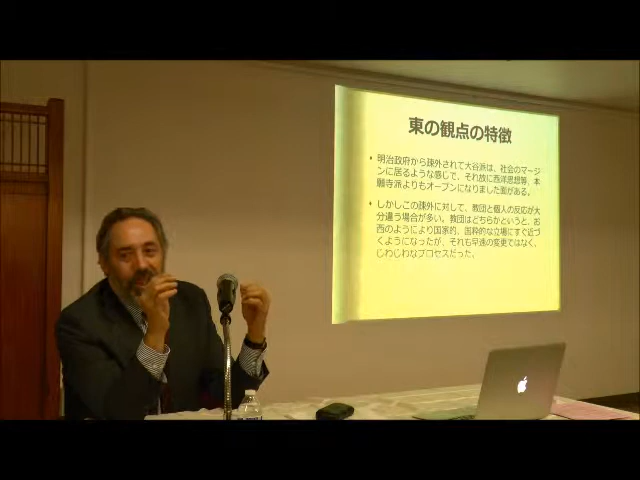 東の観点の特徴
• 明治政府から疎外されて大谷派は、社会のマージ
ンに居るような感じで、それ故に西洋思想等、本
願寺派よりもオープンになりました面がある。
• しかしこの疎外に対して、教団と個人の反応が大
分違う場合が多い。教団はどちらかというと、お
西のようにより国家的、国粋的な立場にすぐ近づ
くようになったが、それも早速の変更ではなく、
じわじわなプロセスだった。